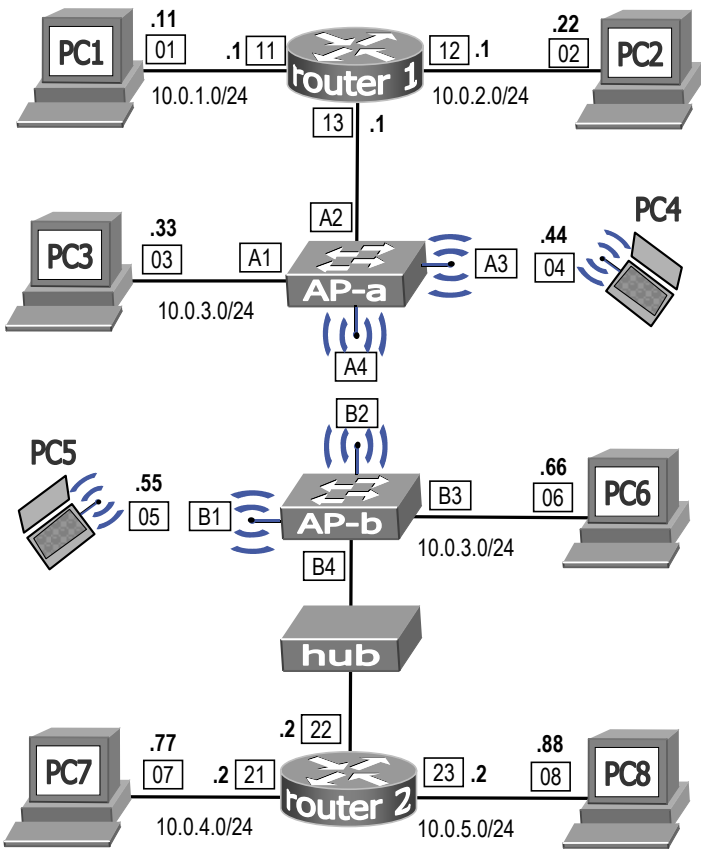 .11
.22
PC1
01
.1
11
router 1
12
.1
02
PC2
10.0.1.0/24
10.0.2.0/24
13
.1
A2
PC4
.33
.44
PC3
03
A1
AP-a
A3
04
10.0.3.0/24
A4
B2
PC5
.55
.66
05
B1
AP-b
B3
06
PC6
10.0.3.0/24
B4
hub
.2
22
.77
.88
PC7
07
.2
21
router 2
23
.2
08
PC8
10.0.4.0/24
10.0.5.0/24